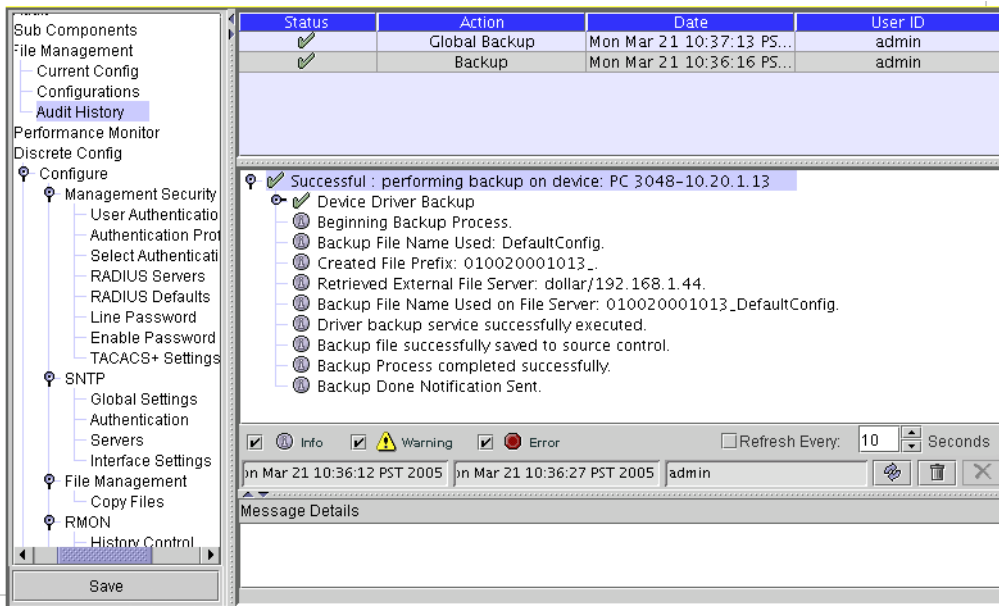 Sub Components
File Management
Current Config
Configurations
Audit History
Performance Monitor
Discrete Config
Configure
Management Security
User Authenticatio
Authentication Prot
Select Authenticati
RADIUS Servers
RADIUS Defaults
Line Password
Enable Password
TACACS+ Settings
SNTP
Global Settings
Authentication
Servers
Interface Settings
File Management
Copy Files
RMON
History Control
Save
Status Action Date User ID
Global Backup Mon Mar 21 10:37:13 PS... admin
Backup Mon Mar 21 10:36:16 PS... admin
Successful : performing backup on device: PC 3048-10.20.1.13
Device Driver Backup
Beginning Backup Process.
Backup File Name Used: DefaultConfig.
Created File Prefix: 010020001013_.
Retrieved External File Server: dollar/192.168.1.44.
Backup File Name Used on File Server: 010020001013_DefaultConfig.
Driver backup service successfully executed.
Backup file successfully saved to source control.
Backup Process completed successfully.
Backup Done Notification Sent.
Info Warning Error Refresh Every: 10 Seconds
on Mar 21 10:36:12 PST 2005 on Mar 21 10:36:27 PST 2005 admin
Message Details